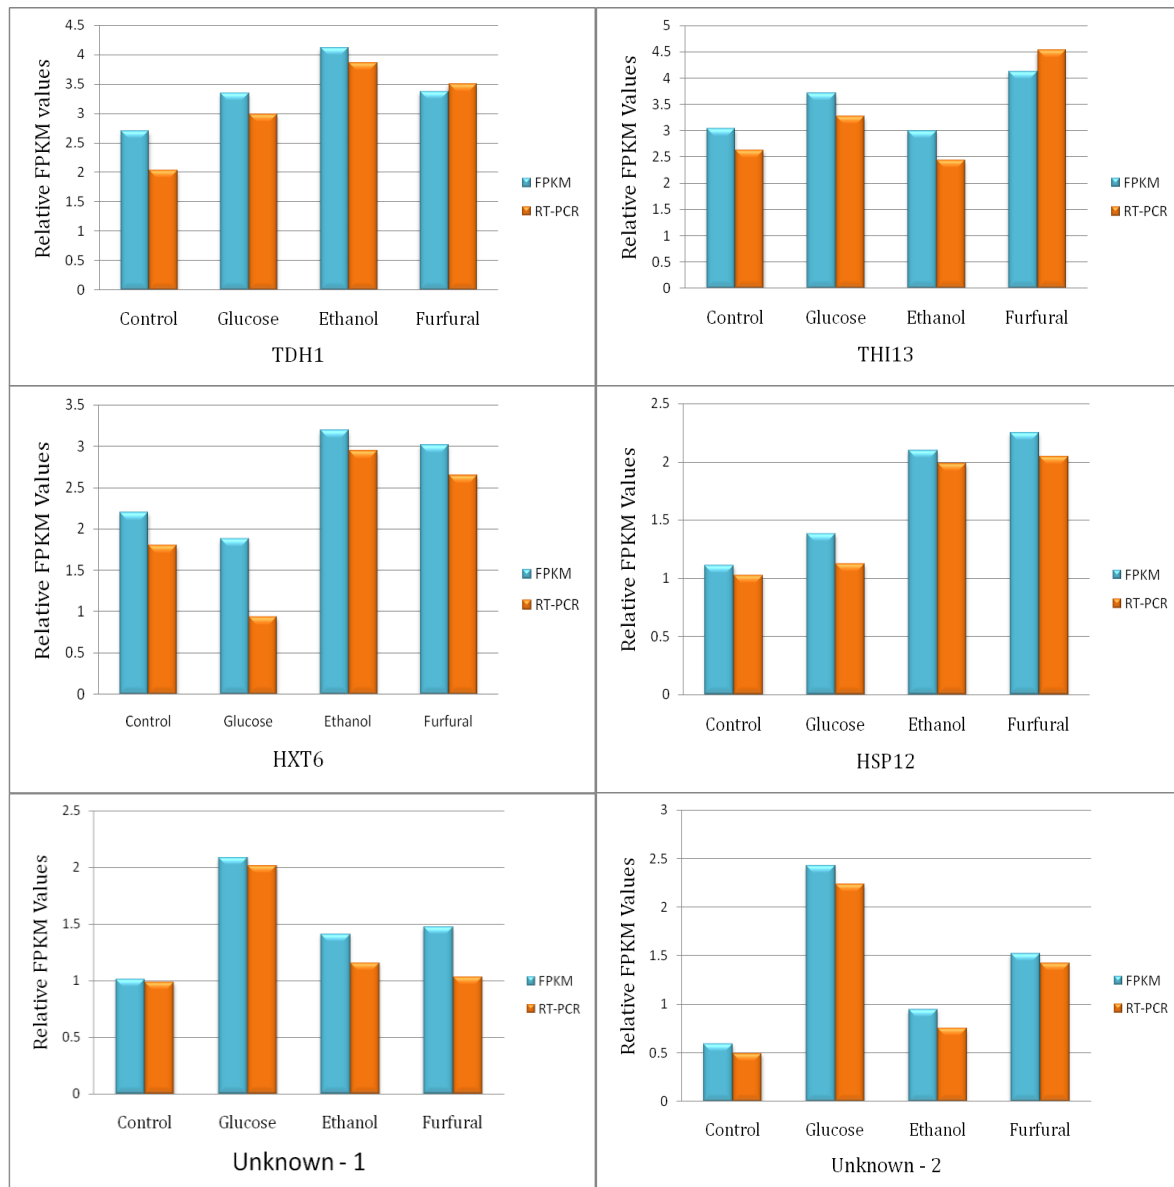 4.5
4
3.5
3
2.5
2
1.5
1
0.5
0
Relative FPKM values
Control Glucose Ethanol Furfural
TDH1
FPKM
RT-PCR
5
4.5
4
3.5
3
2.5
2
1.5
1
0.5
0
Relative FPKM Values
Control Glucose Ethanol Furfural
THI13
FPKM
RT-PCR
3.5
3
2.5
2
1.5
1
0.5
0
Relative FPKM Values
Control Glucose Ethanol Furfural
HXT6
FPKM
RT-PCR
2.5
2
1.5
1
0.5
0
Relative FPKM Values
Control Glucose Ethanol Furfural
HSP12
FPKM
RT-PCR
2.5
2
1.5
1
0.5
0
Relative FPKM Values
Control Glucose Ethanol Furfural
Unknown - 1
FPKM
RT-PCR
3
2.5
2
1.5
1
0.5
0
Relative FPKM Values
Control Glucose Ethanol Furfural
Unknown - 2
FPKM
RT-PCR